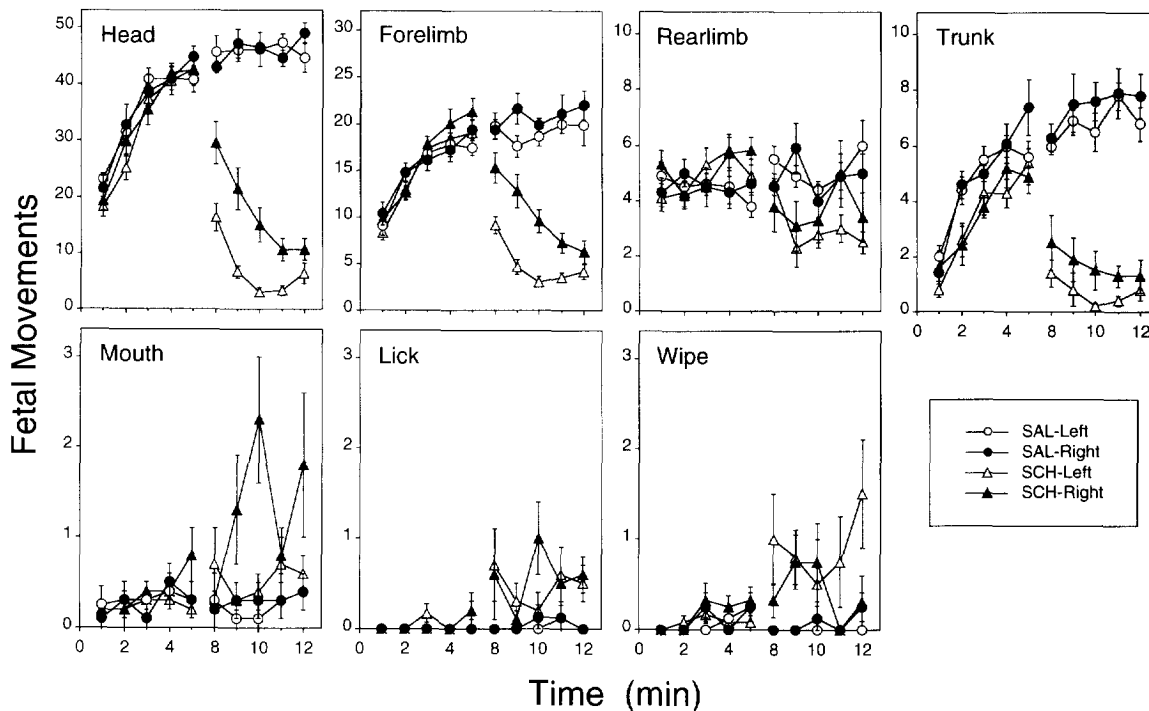 Head
Forelimb
Rearlimb
Trunk
50
40
30
20
10
0
30
25
20
15
10
5
0
10
8
6
4
2
0
10
8
6
4
2
0
0 2 4 6 8 10 12
Mouth
Lick
Wipe
3
2
1
0
3
2
1
0
3
2
1
0
0 2 4 6 8 10 12
0 2 4 6 8 10 12
0 2 4 6 8 10 12
SAL-Left
SAL-Right
SCH-Left
SCH-Right
Fetal Movements
Time (min)